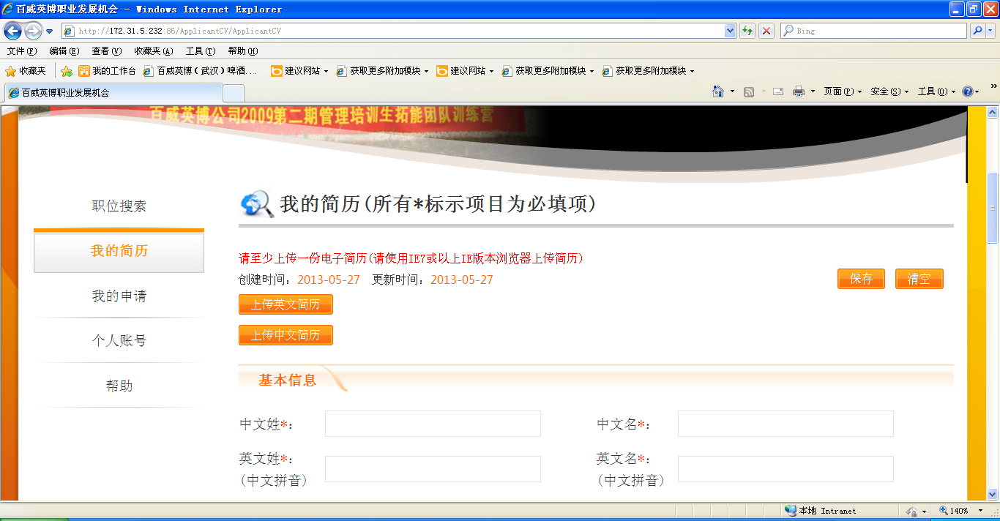 百威英博职业发展机会 - Windows Internet Explorer
http://172.31.5.232:86/ApplicantCV/ApplicantCV
Bing
文件(F) 编辑(E) 查看(V) 收藏夹(A) 工具(T) 帮助(H)
收藏夹 我的工作台 百威英博(武汉)啤酒... 建议网站 获取更多附加模块 建议网站 获取更多附加模块 获取更多附加模块
百威英博职业发展机会
页面(P) 安全(S) 工具(O) »
百威英博公司2009第二期管理培训生拓能团队训练营
职位搜索
我的简历
我的申请
个人账号
帮助
我的简历(所有*标示项目为必填项)
请至少上传一份电子简历(请使用IE7或以上IE版本浏览器上传简历)
创建时间：2013-05-27 更新时间：2013-05-27
保存 清空
上传英文简历
上传中文简历
基本信息
中文姓*： 中文名*：
英文姓*： 英文名*：
(中文拼音) (中文拼音)
本地 Intranet 140%